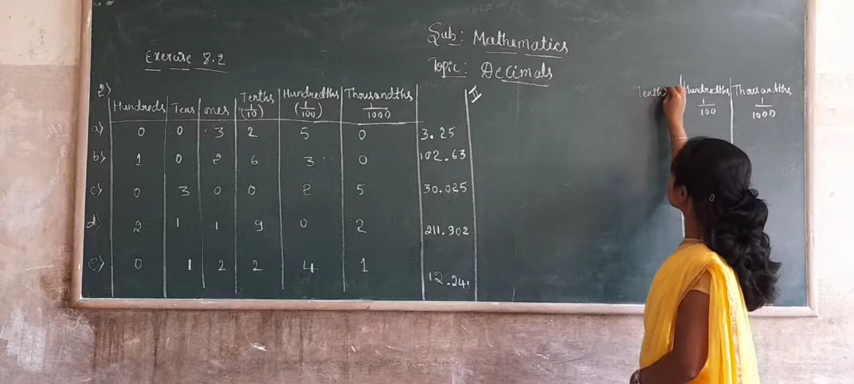 Sub: Mathematics
Exercise 8.2
Topic: Decimals
Hundreds Tens ones Tenths (1/10) Hundredths (1/100) Thousandths (1/1000)
a) 0 0 3 2 5 0 3.25
b) 1 0 2 6 3 0 102.63
c) 0 3 0 0 2 5 30.025
d) 2 1 1 9 0 2 211.302
e) 0 1 2 2 4 1 12.241
II
Tenths Hundredths 1/100 Thousandths 1/1000